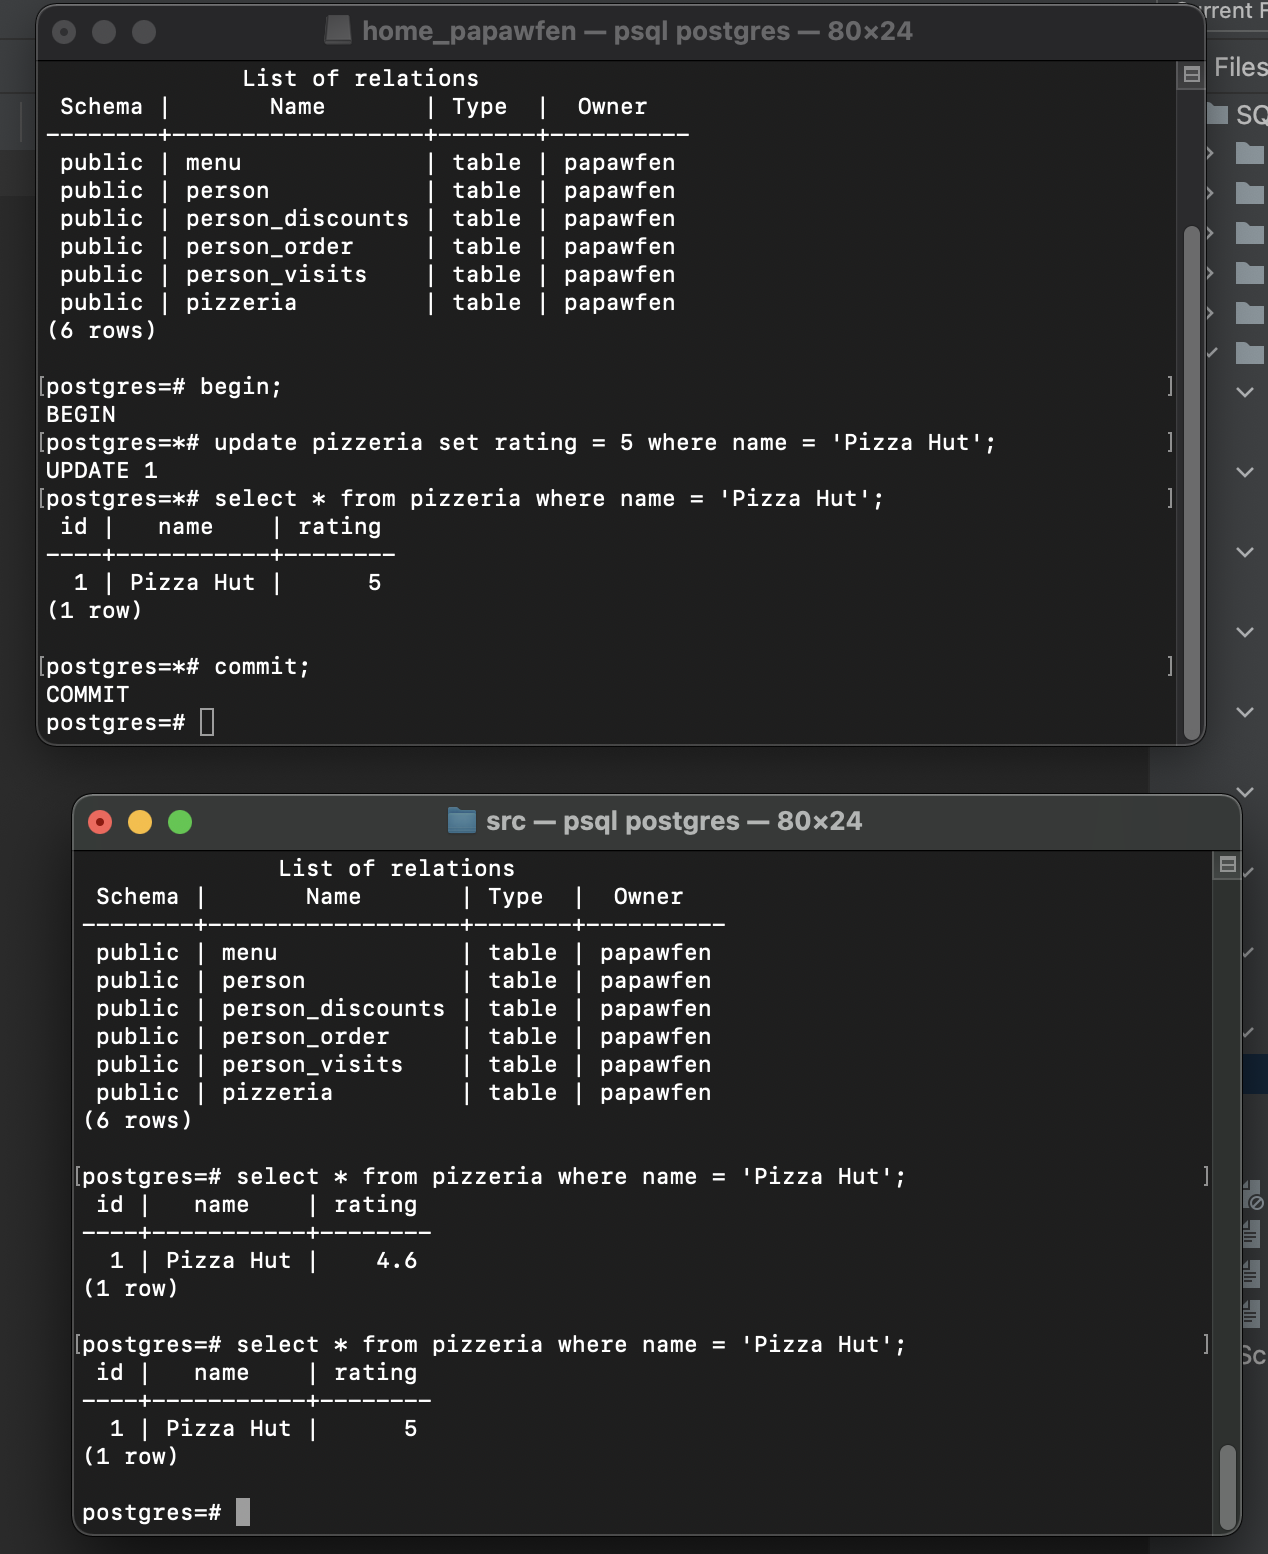 home_papawfen — psql postgres — 80×24
Current F
Files
List of relations
Schema | Name | Type | Owner
--------+------------------+-------+----------
public | menu | table | papawfen
public | person | table | papawfen
public | person_discounts | table | papawfen
public | person_order | table | papawfen
public | person_visits | table | papawfen
public | pizzeria | table | papawfen
(6 rows)
[postgres=# begin; ]
BEGIN
[postgres=*# update pizzeria set rating = 5 where name = 'Pizza Hut'; ]
UPDATE 1
[postgres=*# select * from pizzeria where name = 'Pizza Hut'; ]
id | name | rating
----+-----------+--------
1 | Pizza Hut | 5
(1 row)
[postgres=*# commit; ]
COMMIT
postgres=#
SQ
src — psql postgres — 80×24
List of relations
Schema | Name | Type | Owner
--------+------------------+-------+----------
public | menu | table | papawfen
public | person | table | papawfen
public | person_discounts | table | papawfen
public | person_order | table | papawfen
public | person_visits | table | papawfen
public | pizzeria | table | papawfen
(6 rows)
[postgres=# select * from pizzeria where name = 'Pizza Hut'; ]
id | name | rating
----+-----------+--------
1 | Pizza Hut | 4.6
(1 row)
[postgres=# select * from pizzeria where name = 'Pizza Hut'; ]
id | name | rating
----+-----------+--------
1 | Pizza Hut | 5
(1 row)
postgres=#
Sc